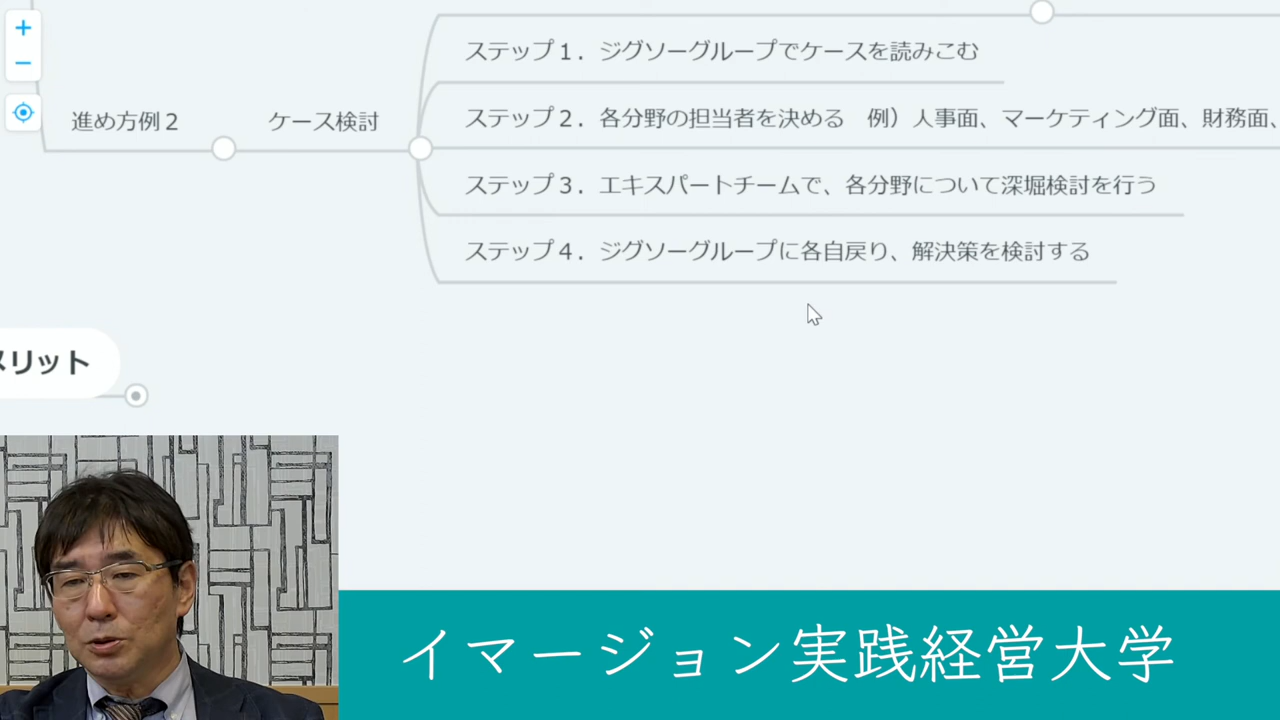 ステップ１．ジグソーグループでケースを読みこむ
進め方例２
ケース検討
ステップ２．各分野の担当者を決める　例）人事面、マーケティング面、財務面、
ステップ３．エキスパートチームで、各分野について深堀検討を行う
ステップ４．ジグソーグループに各自戻り、解決策を検討する
メリット
イマージョン実践経営大学